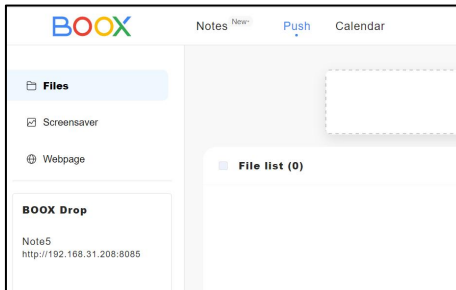 BOOX
Notes New+ Push Calendar
Files
Screensaver
Webpage
File list (0)
BOOX Drop
Note5
http://192.168.31.208:8085